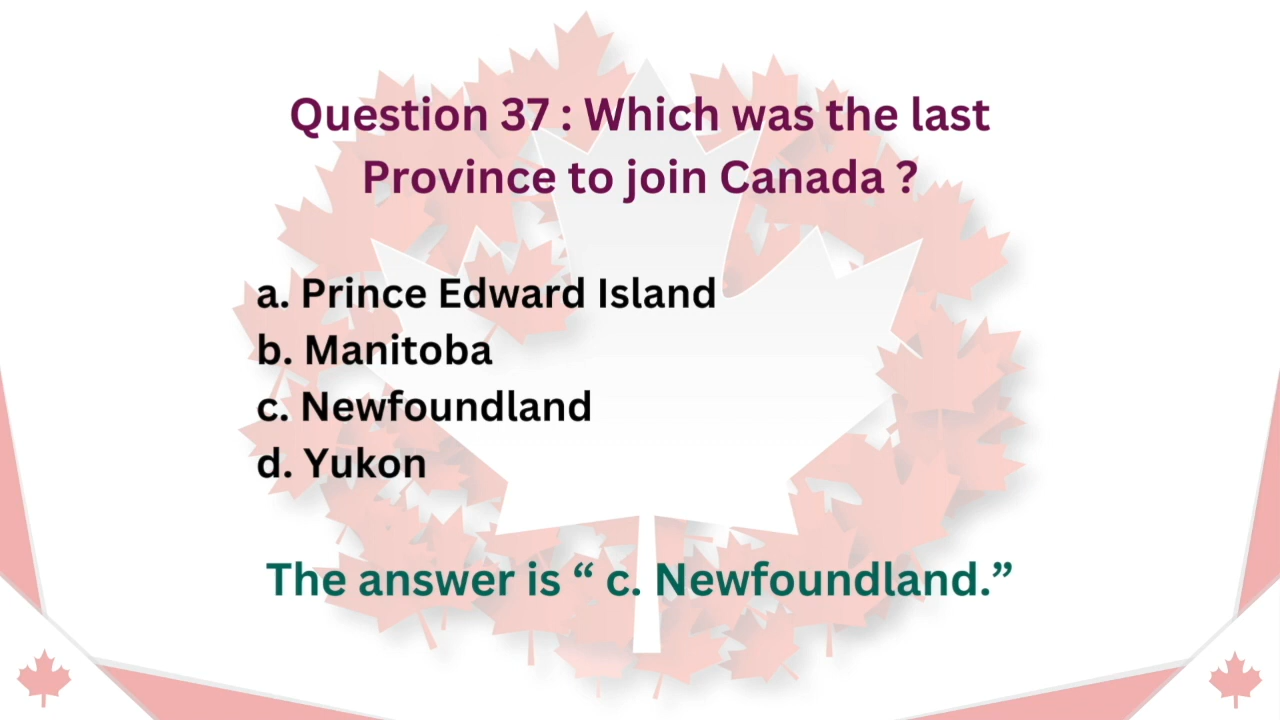 Question 37 : Which was the last
Province to join Canada ?
a. Prince Edward Island
b. Manitoba
c. Newfoundland
d. Yukon
The answer is “ c. Newfoundland.”